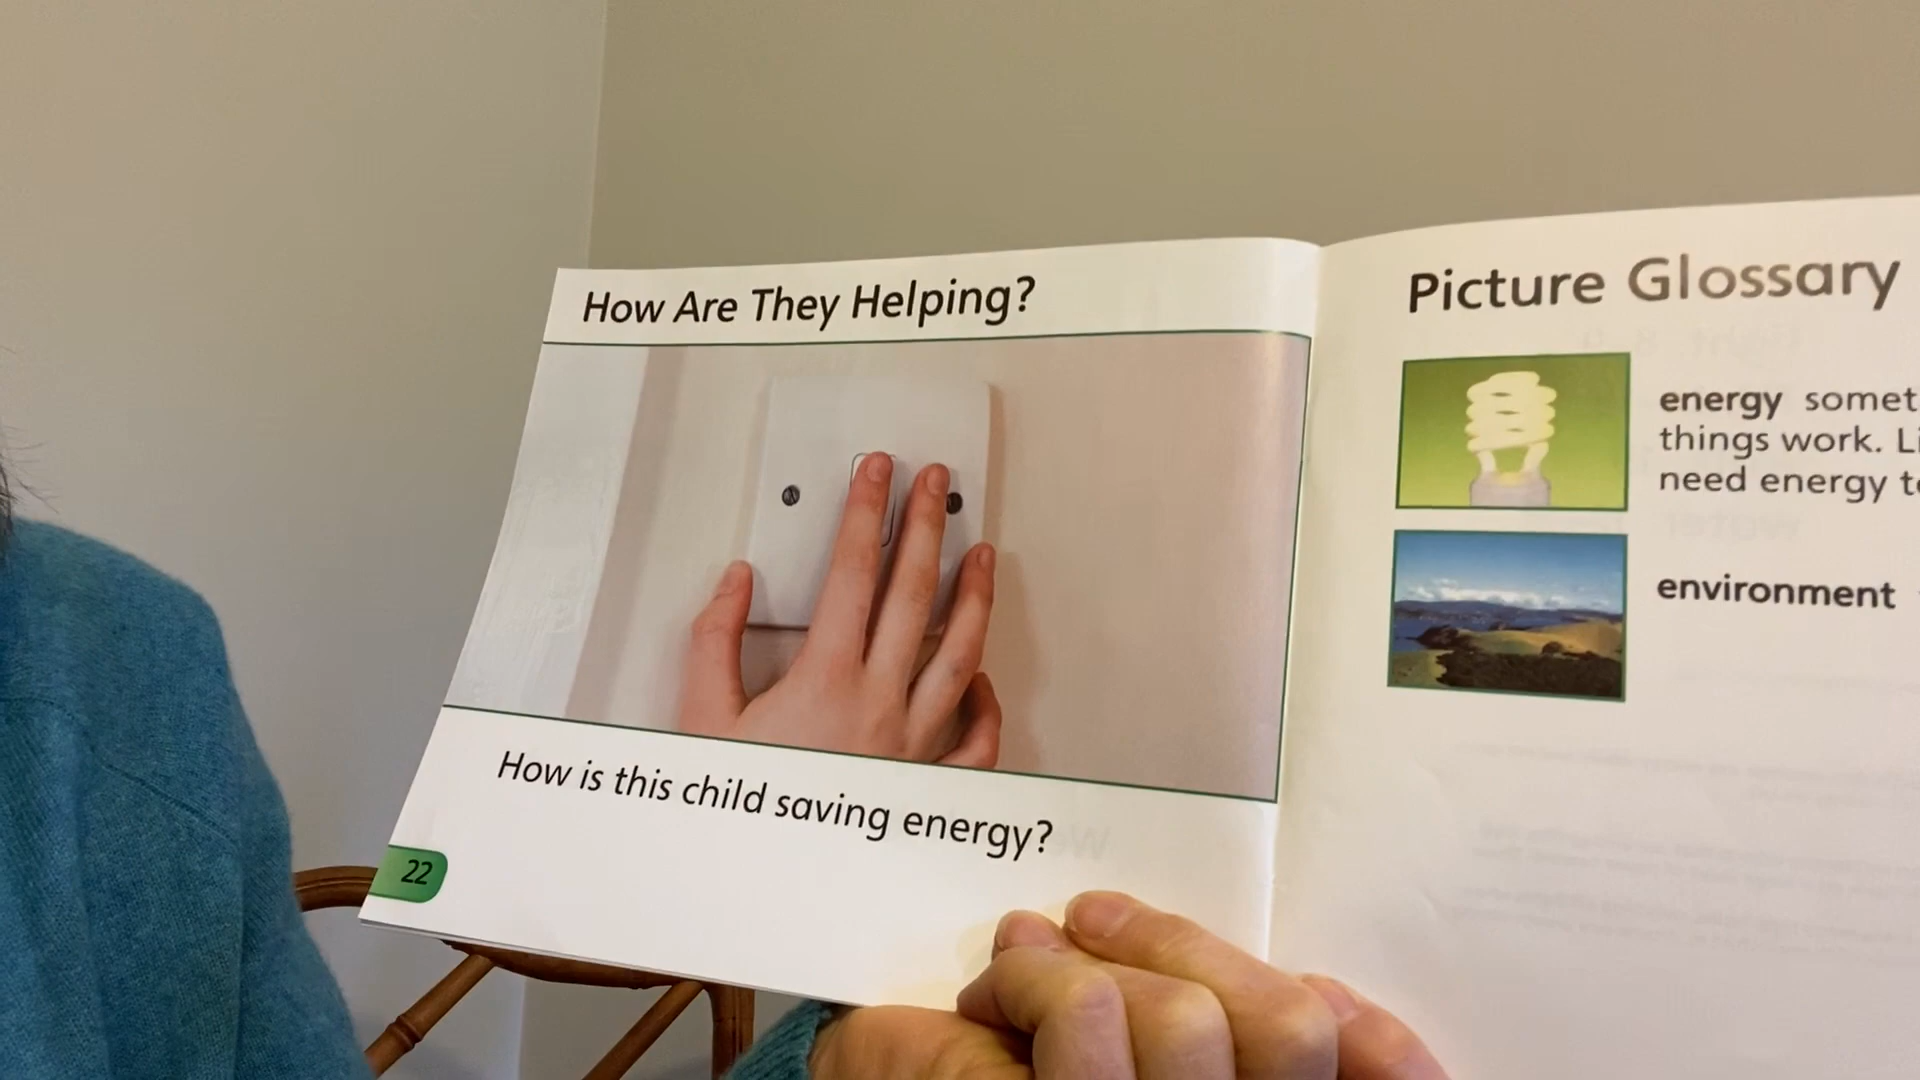 How Are They Helping?
How is this child saving energy?
22
Picture Glossary
energy
things work.
need energy
environment